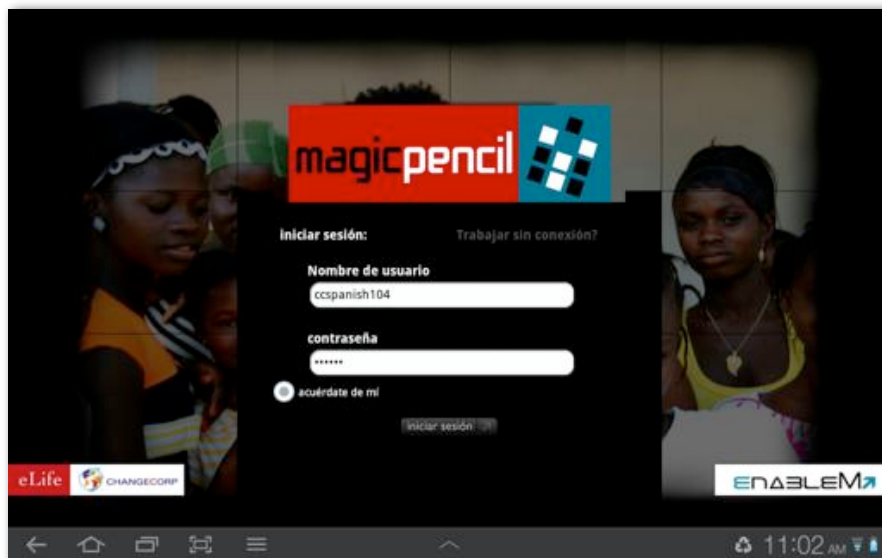 magicpencil
iniciar sesión: Trabajar sin conexión?
Nombre de usuario
ccspanish104
contraseña
••••••
acuérdate de mí
iniciar sesión
eLife CHANGECORP ENABLEM
11:02 AM